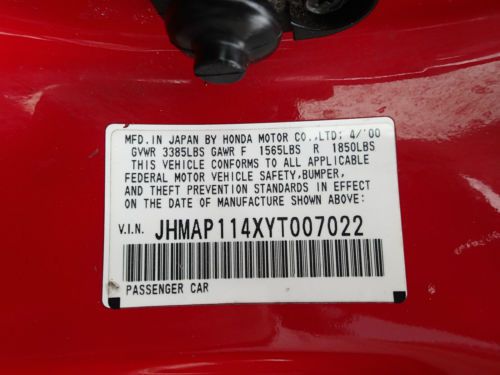 MFD.IN JAPAN BY HONDA MOTOR CO.,LTD: 4/'00
GVWR 3385LBS GAWR F 1565LBS R 1850LBS
THIS VEHICLE CONFORMS TO ALL APPLICABLE
FEDERAL MOTOR VEHICLE SAFETY,BUMPER,
AND THEFT PREVENTION STANDARDS IN EFFECT
ON THE DATE OF MANUFACTURE SHOWN ABOVE:
V.I.N. JHMAP114XYT007022
PASSENGER CAR